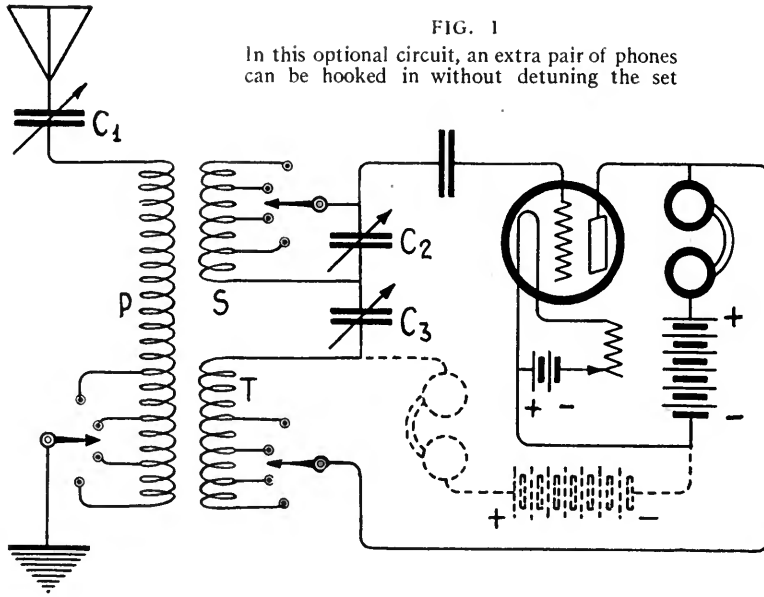 FIG. 1
In this optional circuit, an extra pair of phones
can be hooked in without detuning the set
C1
C2
P
S
C3
+
T
+ -
-
+ -